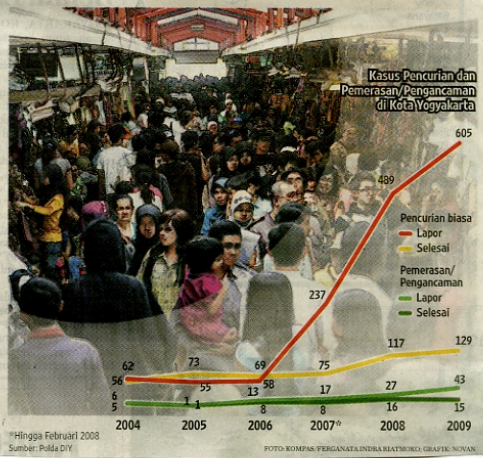 Kasus Pencurian dan
Pemerasan/Pengancaman
di Kota Yogyakarta
605
489
Pencurian biasa
Lapor
Selesai
237
Pemerasan/
Pengancaman
Lapor
Selesai
62 73 69 75 117 129
56 55 58
6 1 13 17 27 43
5 1 8 8 16 15
2004 2005 2006 2007* 2008 2009
*Hingga Februari 2008
Sumber: Polda DIY
FOTO: KOMPAS/FERGANATA INDRA RIATMOKO; GRAFIK: NOVAN